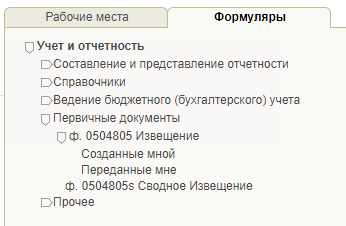 Рабочие места
Формуляры
Учет и отчетность
Составление и представление отчетности
Справочники
Ведение бюджетного (бухгалтерского) учета
Первичные документы
ф. 0504805 Извещение
Созданные мной
Переданные мне
ф. 0504805s Сводное Извещение
Прочее